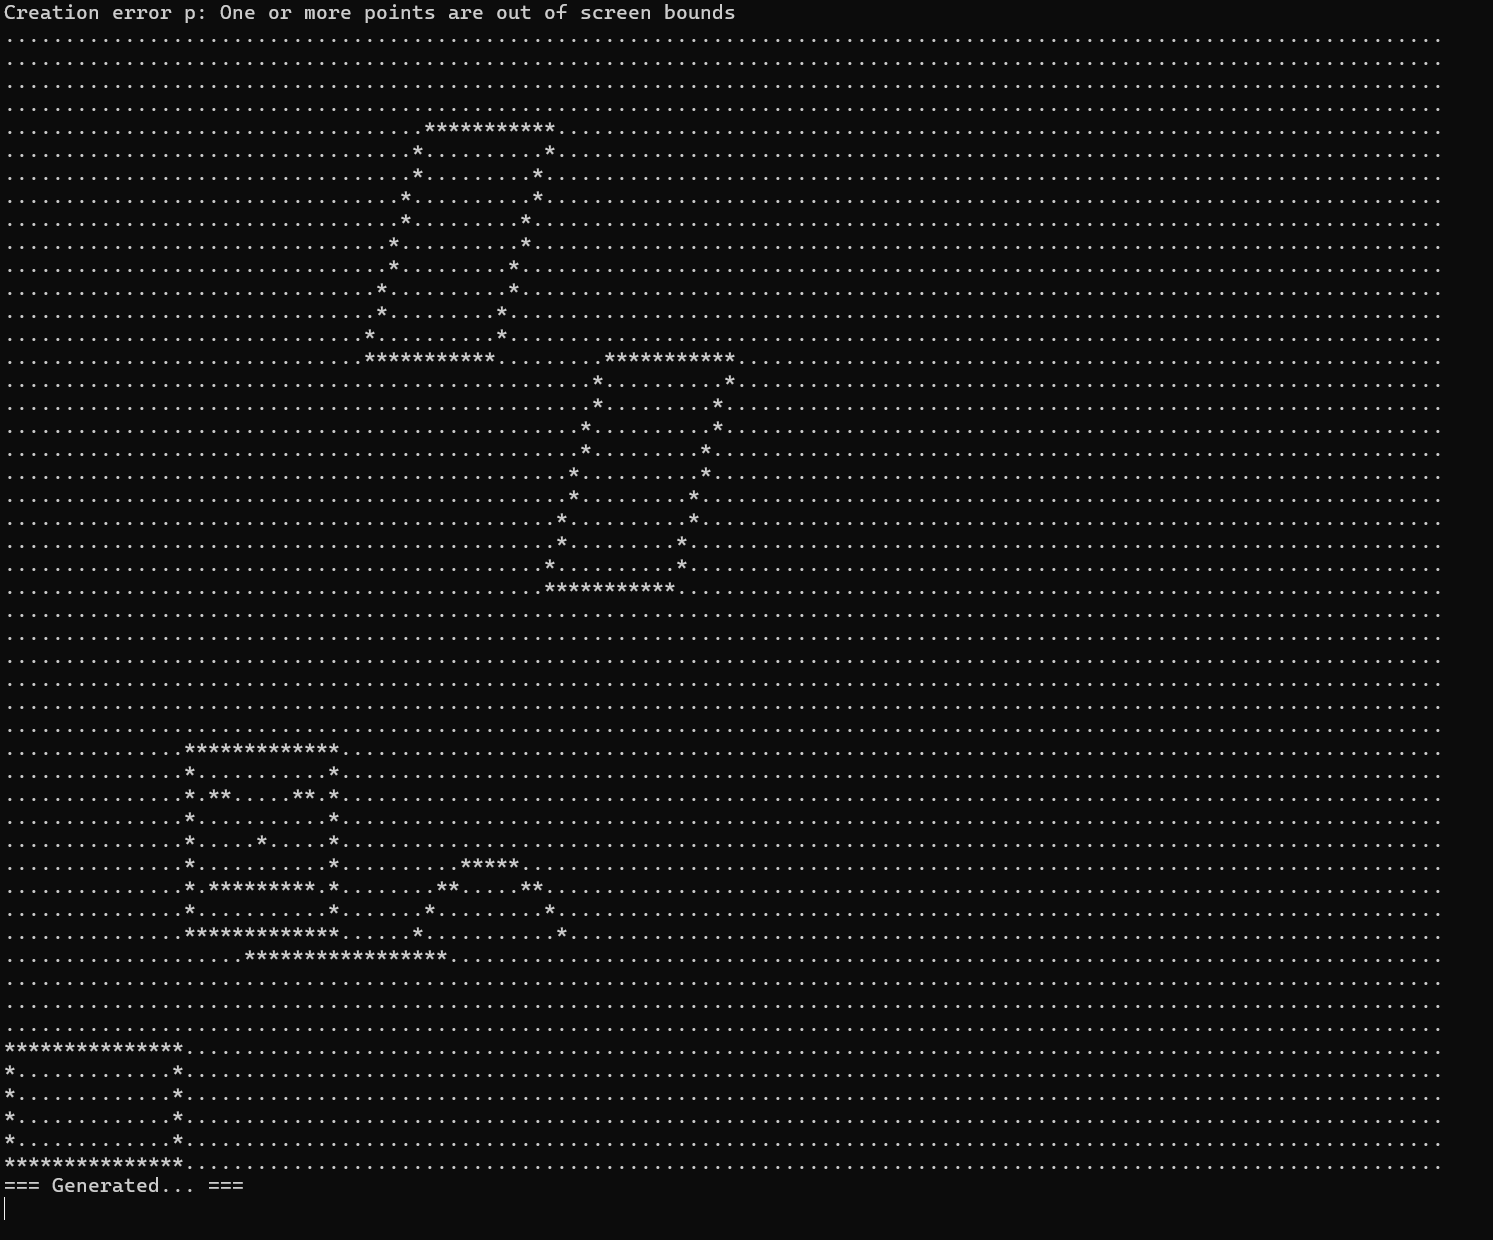 Creation error p: One or more points are out of screen bounds
=== Generated... ===